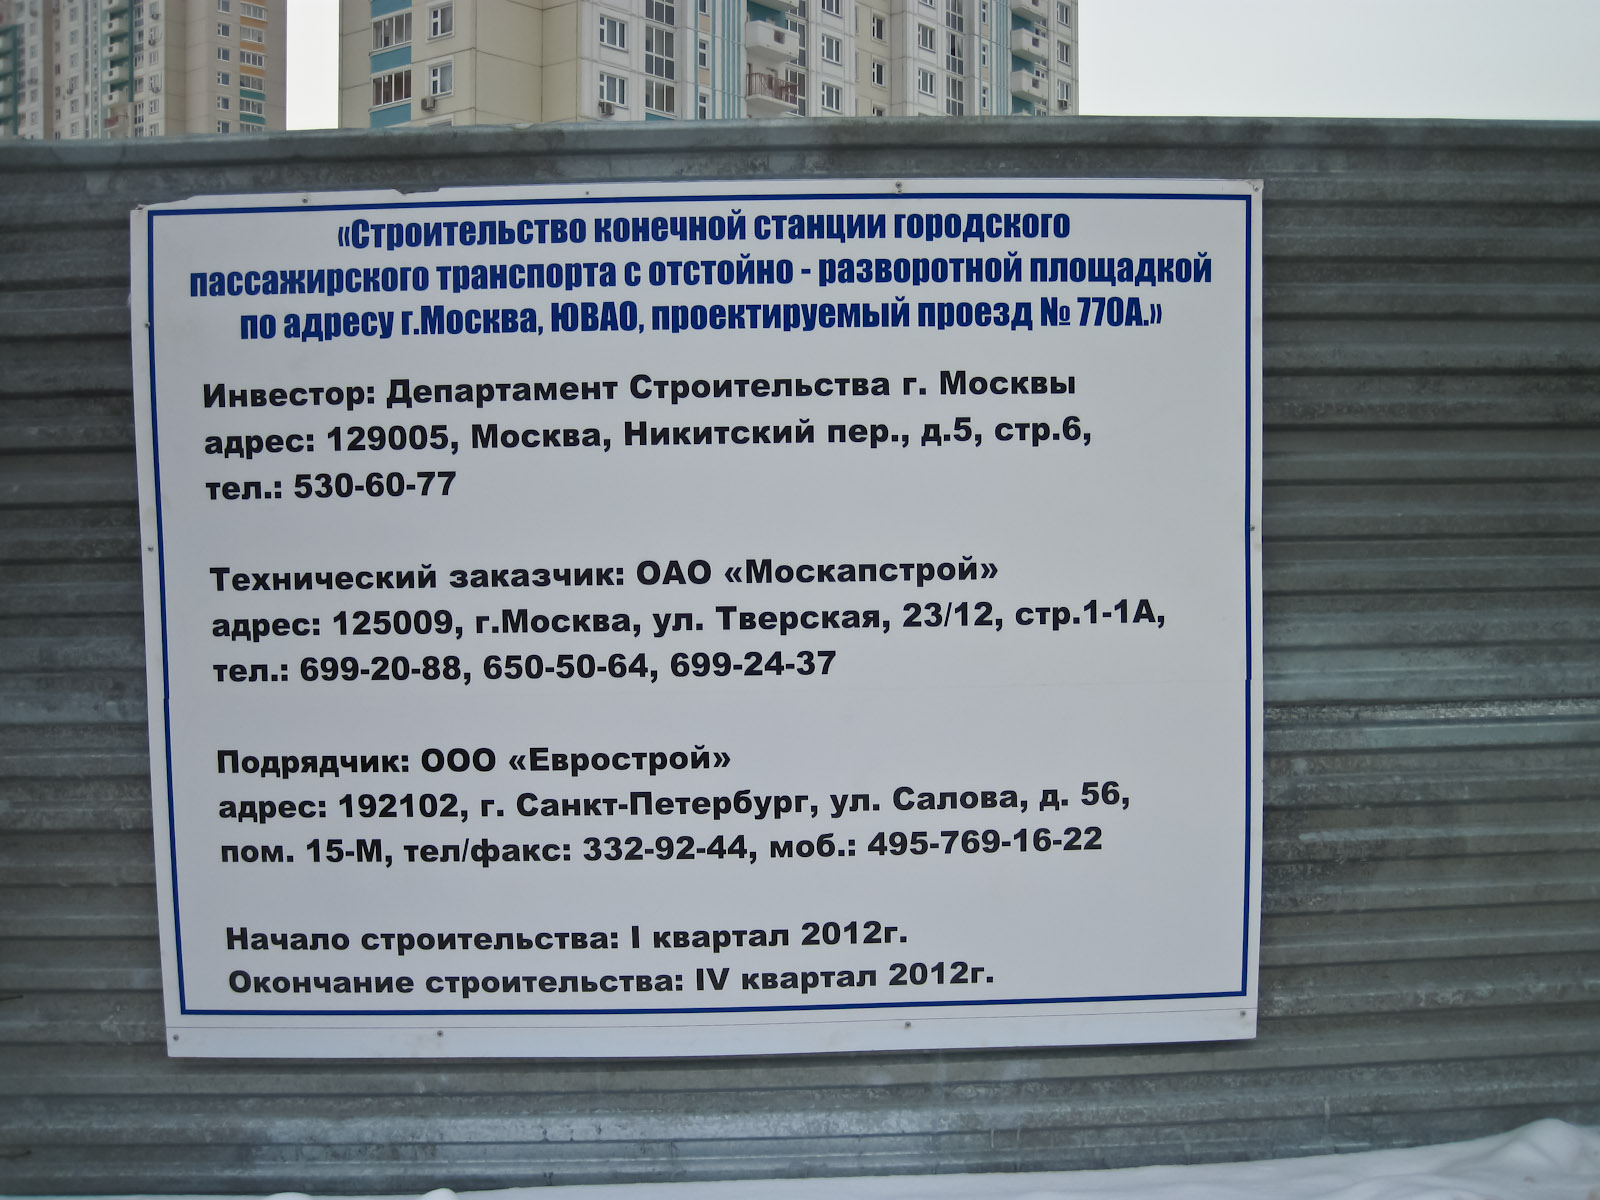 «Строительство конечной станции городского
пассажирского транспорта с отстойно - разворотной площадкой
по адресу г.Москва, ЮВАО, проектируемый проезд № 770А.»
Инвестор: Департамент Строительства г. Москвы
адрес: 129005, Москва, Никитский пер., д.5, стр.6,
тел.: 530-60-77
Технический заказчик: ОАО «Москапстрой»
адрес: 125009, г.Москва, ул. Тверская, 23/12, стр.1-1А,
тел.: 699-20-88, 650-50-64, 699-24-37
Подрядчик: ООО «Еврострой»
адрес: 192102, г. Санкт-Петербург, ул. Салова, д. 56,
пом. 15-М, тел/факс: 332-92-44, моб.: 495-769-16-22
Начало строительства: I квартал 2012г.
Окончание строительства: IV квартал 2012г.